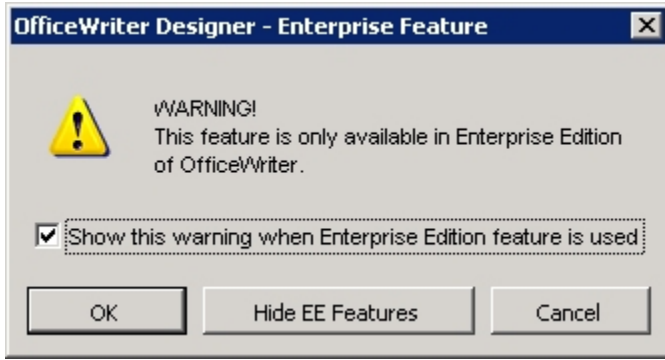 OfficeWriter Designer - Enterprise Feature
WARNING!
This feature is only available in Enterprise Edition
of OfficeWriter.
Show this warning when Enterprise Edition feature is used
OK Hide EE Features Cancel